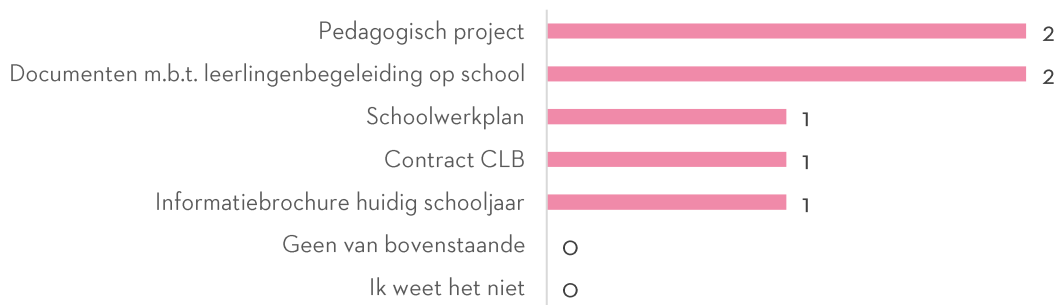 Pedagogisch project 2
Documenten m.b.t. leerlingenbegeleiding op school 2
Schoolwerkplan 1
Contract CLB 1
Informatiebrochure huidig schooljaar 1
Geen van bovenstaande 0
Ik weet het niet 0